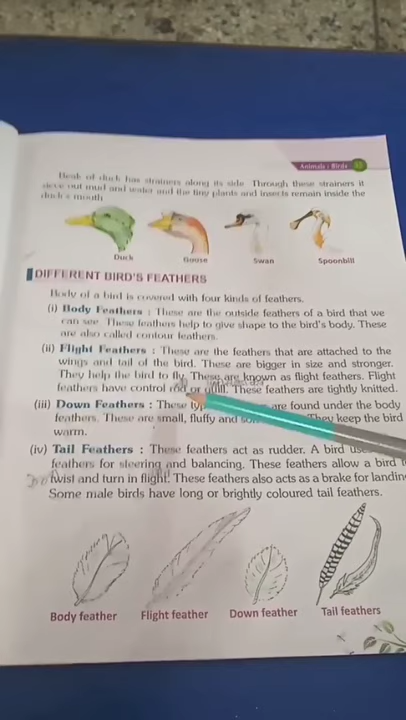 Animals : Birds
Beak of duck has strainers along its side Through these strainers it
sieve out mud and water and the tiny plants and insects remain inside the
duck's mouth
Duck Goose Swan Spoonbill
DIFFERENT BIRD'S FEATHERS
Body of a bird is covered with four kinds of feathers.
(i) Body Feathers : These are the outside feathers of a bird that we
can see. These feathers help to give shape to the bird's body. These
are also called contour feathers.
(ii) Flight Feathers : These are the feathers that are attached to the
wings and tail of the bird. These are bigger in size and stronger.
They help the bird to fly. These are known as flight feathers. Flight
feathers have control rod or quill. These feathers are tightly knitted.
(iii) Down Feathers : These are found under the body
feathers. These are small, fluffy and They keep the bird
warm.
(iv) Tail Feathers : These feathers act as rudder. A bird uses
feathers for steering and balancing. These feathers allow a bird
twist and turn in flight. These feathers also acts as a brake for landin
Some male birds have long or brightly coloured tail feathers.
Body feather Flight feather Down feather Tail feathers